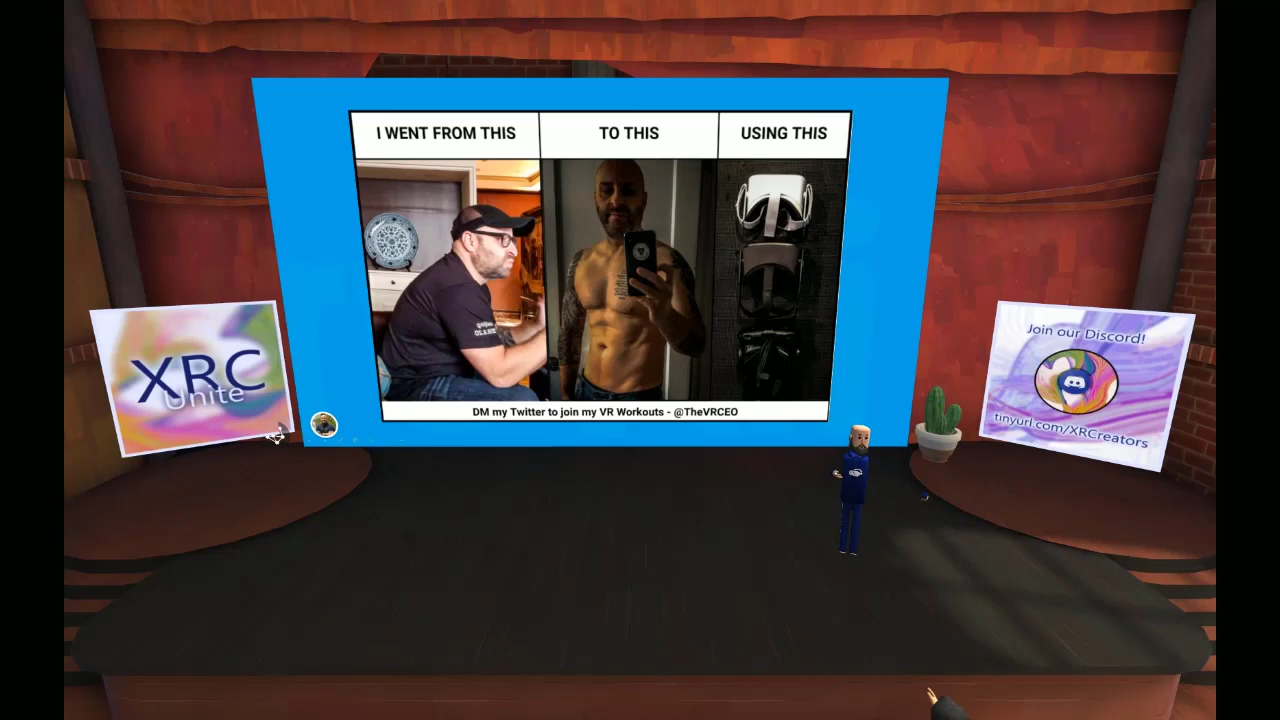 I WENT FROM THIS
TO THIS
USING THIS
DM my Twitter to join my VR Workouts - @TheVRCEO
XRC
Unite
Join our Discord!
tinyurl.com/XRCreators